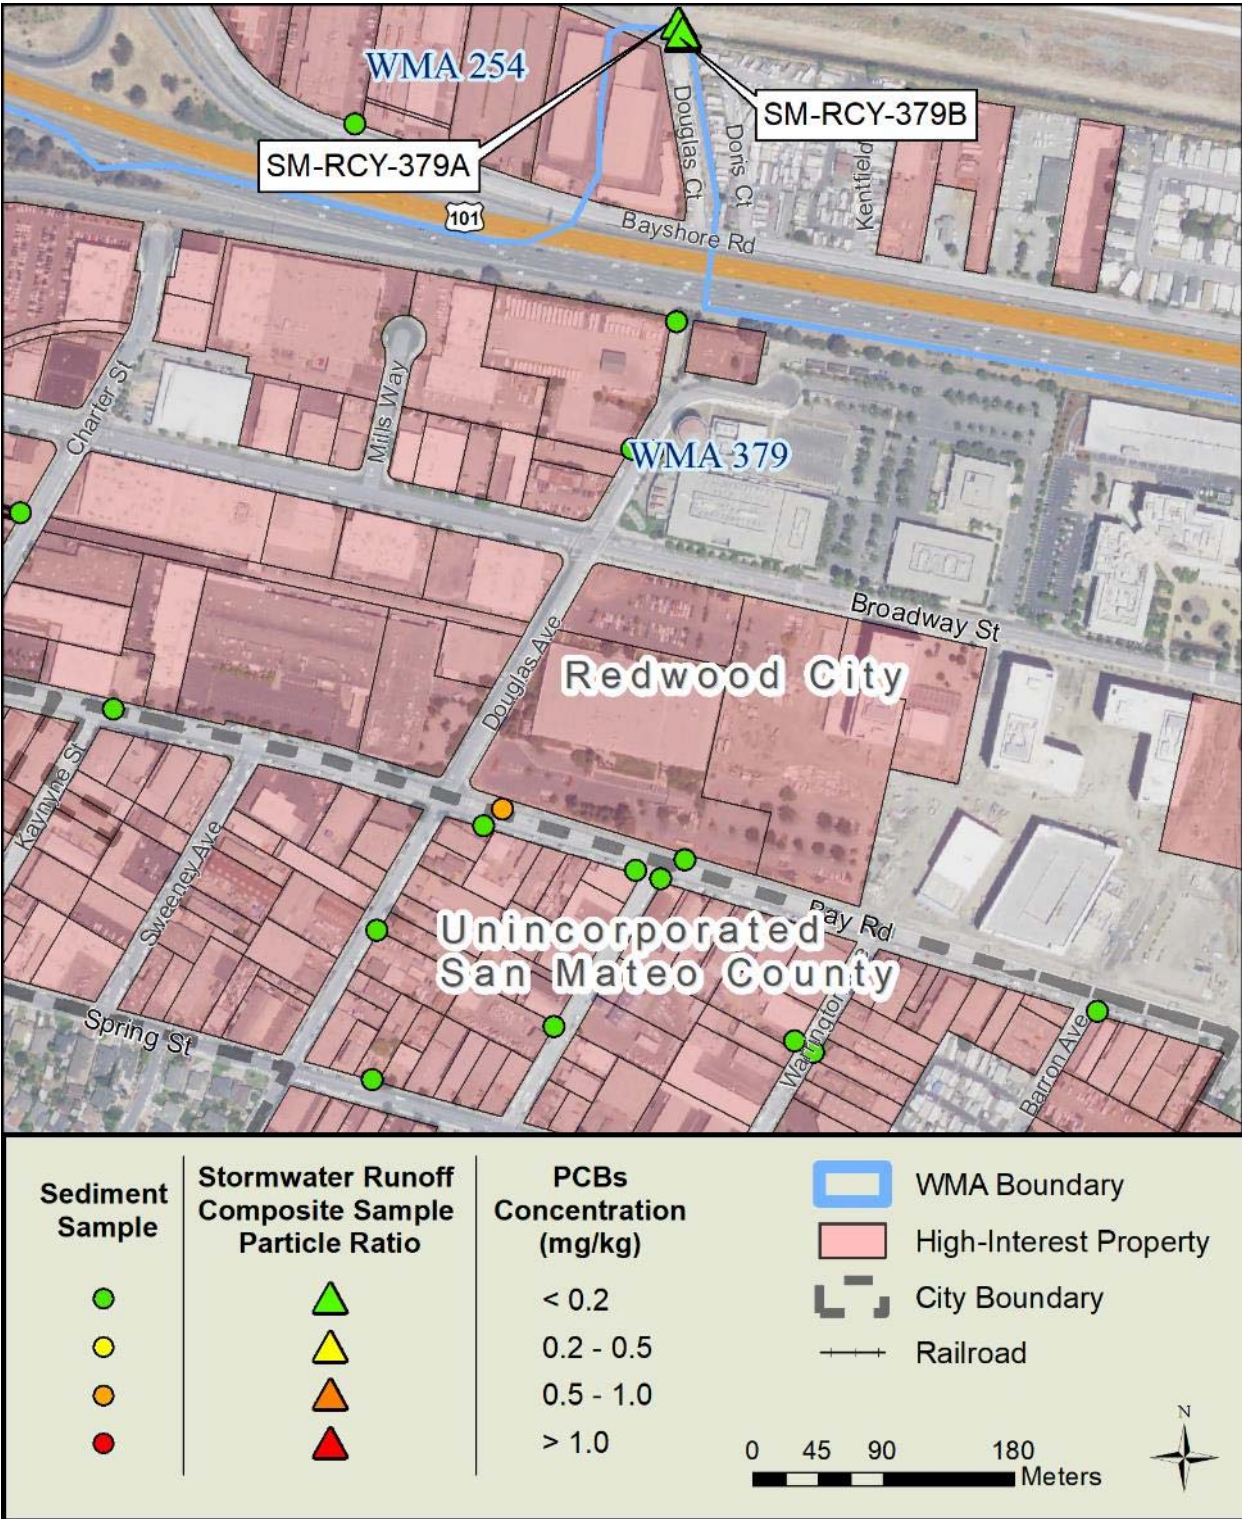 WMA 254
SM-RCY-379B
SM-RCY-379A
Douglas Ct
Doris Ct
Kentfield
101
Bayshore Rd
Charter St
Mills Way
WMA 379
Broadway St
Douglas Ave
Redwood City
Kaynyne St
Sweeney Ave
Bay Rd
Unincorporated
San Mateo County
Spring St
Warrington
Barron Ave
Sediment
Sample
Stormwater Runoff
Composite Sample
Particle Ratio
PCBs
Concentration
(mg/kg)
< 0.2
0.2 - 0.5
0.5 - 1.0
> 1.0
WMA Boundary
High-Interest Property
City Boundary
Railroad
0 45 90 180
Meters
N